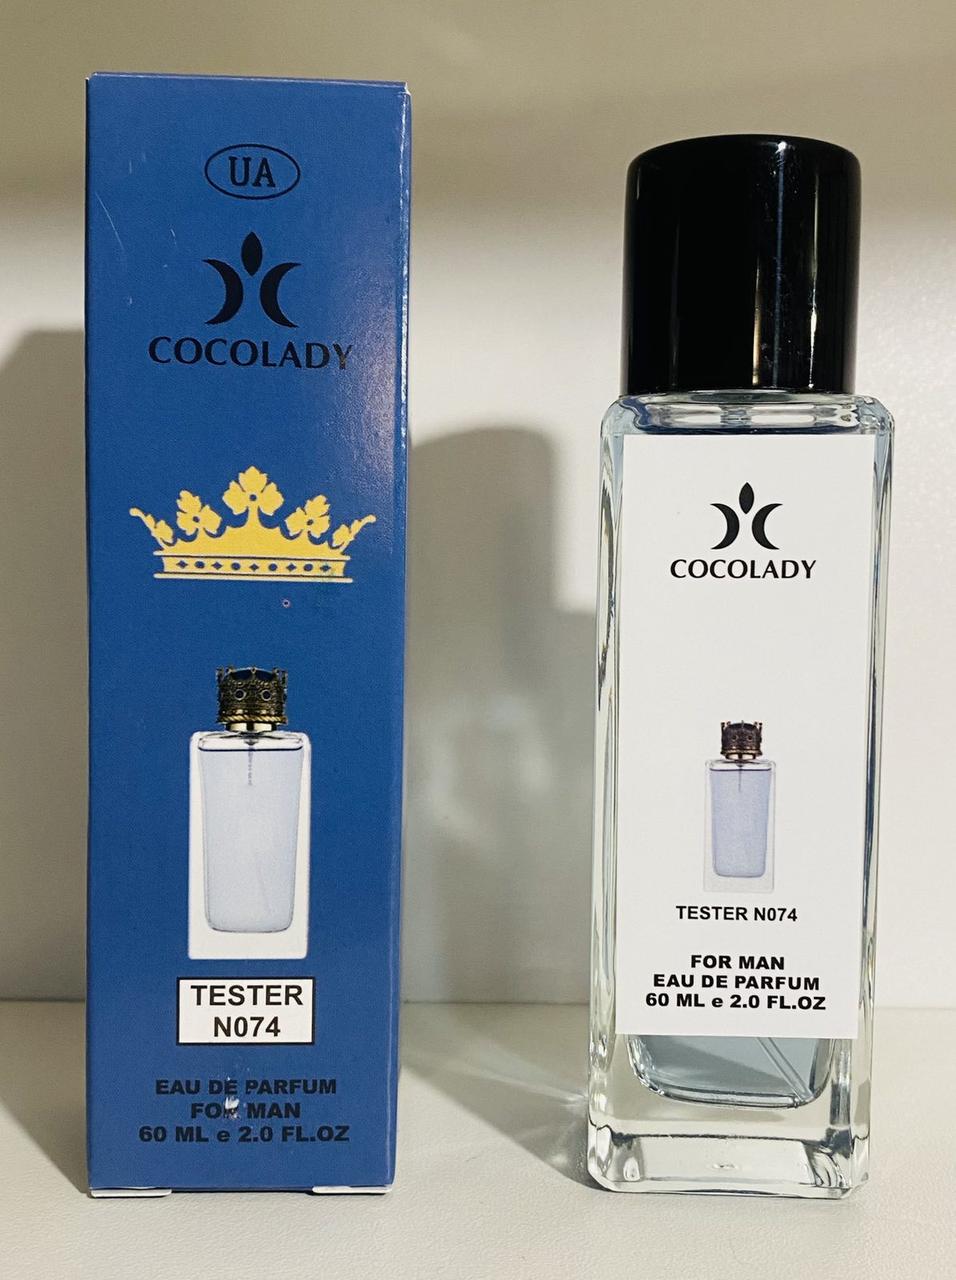 UA
COCOLADY
TESTER
N074
EAU DE PARFUM
FOR MAN
60 ML e 2.0 FL.OZ
COCOLADY
TESTER N074
FOR MAN
EAU DE PARFUM
60 ML e 2.0 FL.OZ